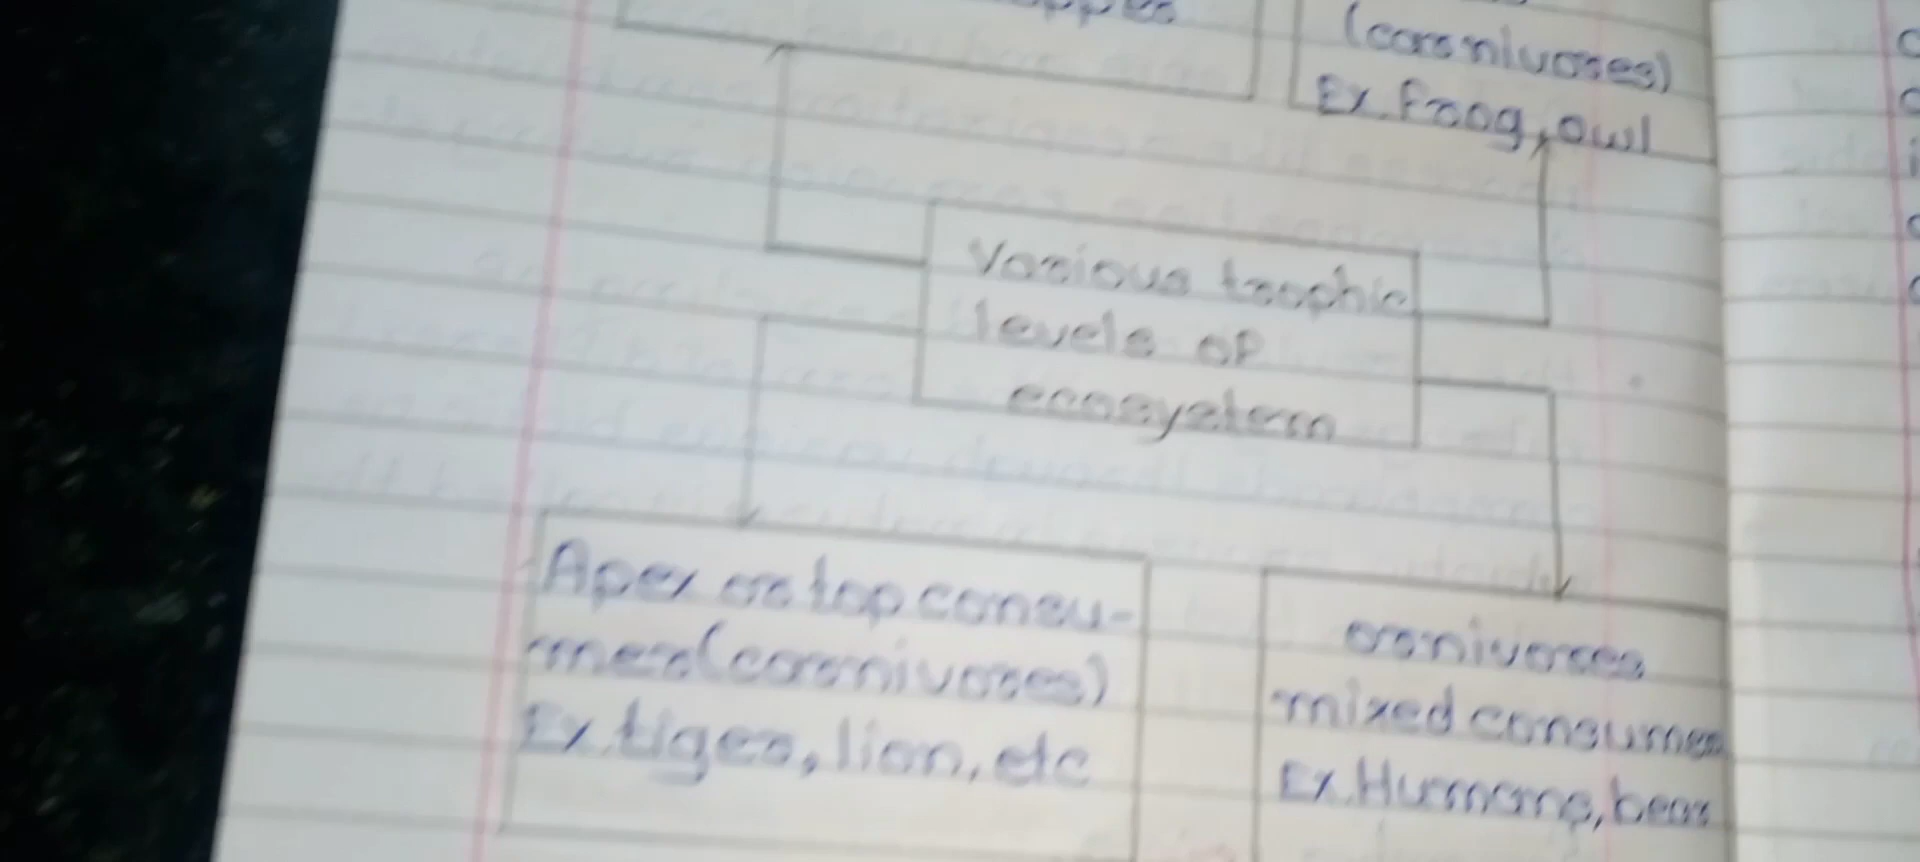 (carnivores)
Ex. Frog, owl
Various trophic
levels of
ecosystem
Apex or top consu-
mers(carnivores)
Ex. tiger, lion, etc
omnivores
mixed consumer
Ex. Humans, bear